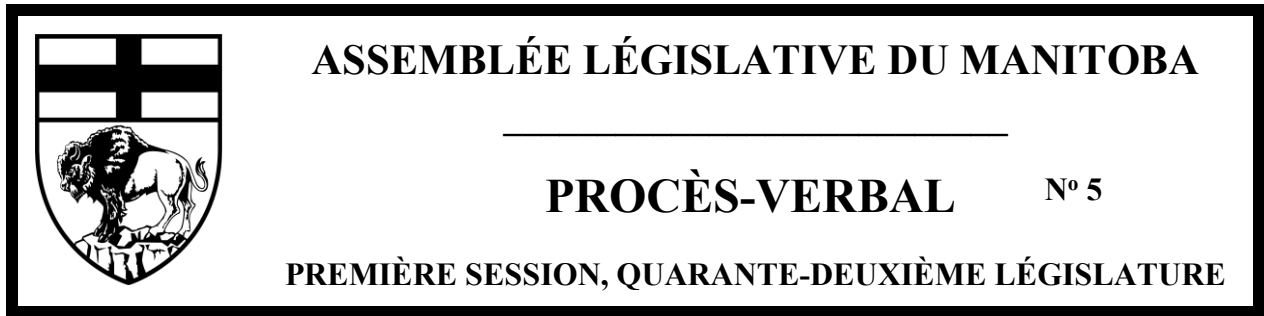 ASSEMBLÉE LÉGISLATIVE DU MANITOBA
PROCÈS-VERBAL Nº 5
PREMIÈRE SESSION, QUARANTE-DEUXIÈME LÉGISLATURE